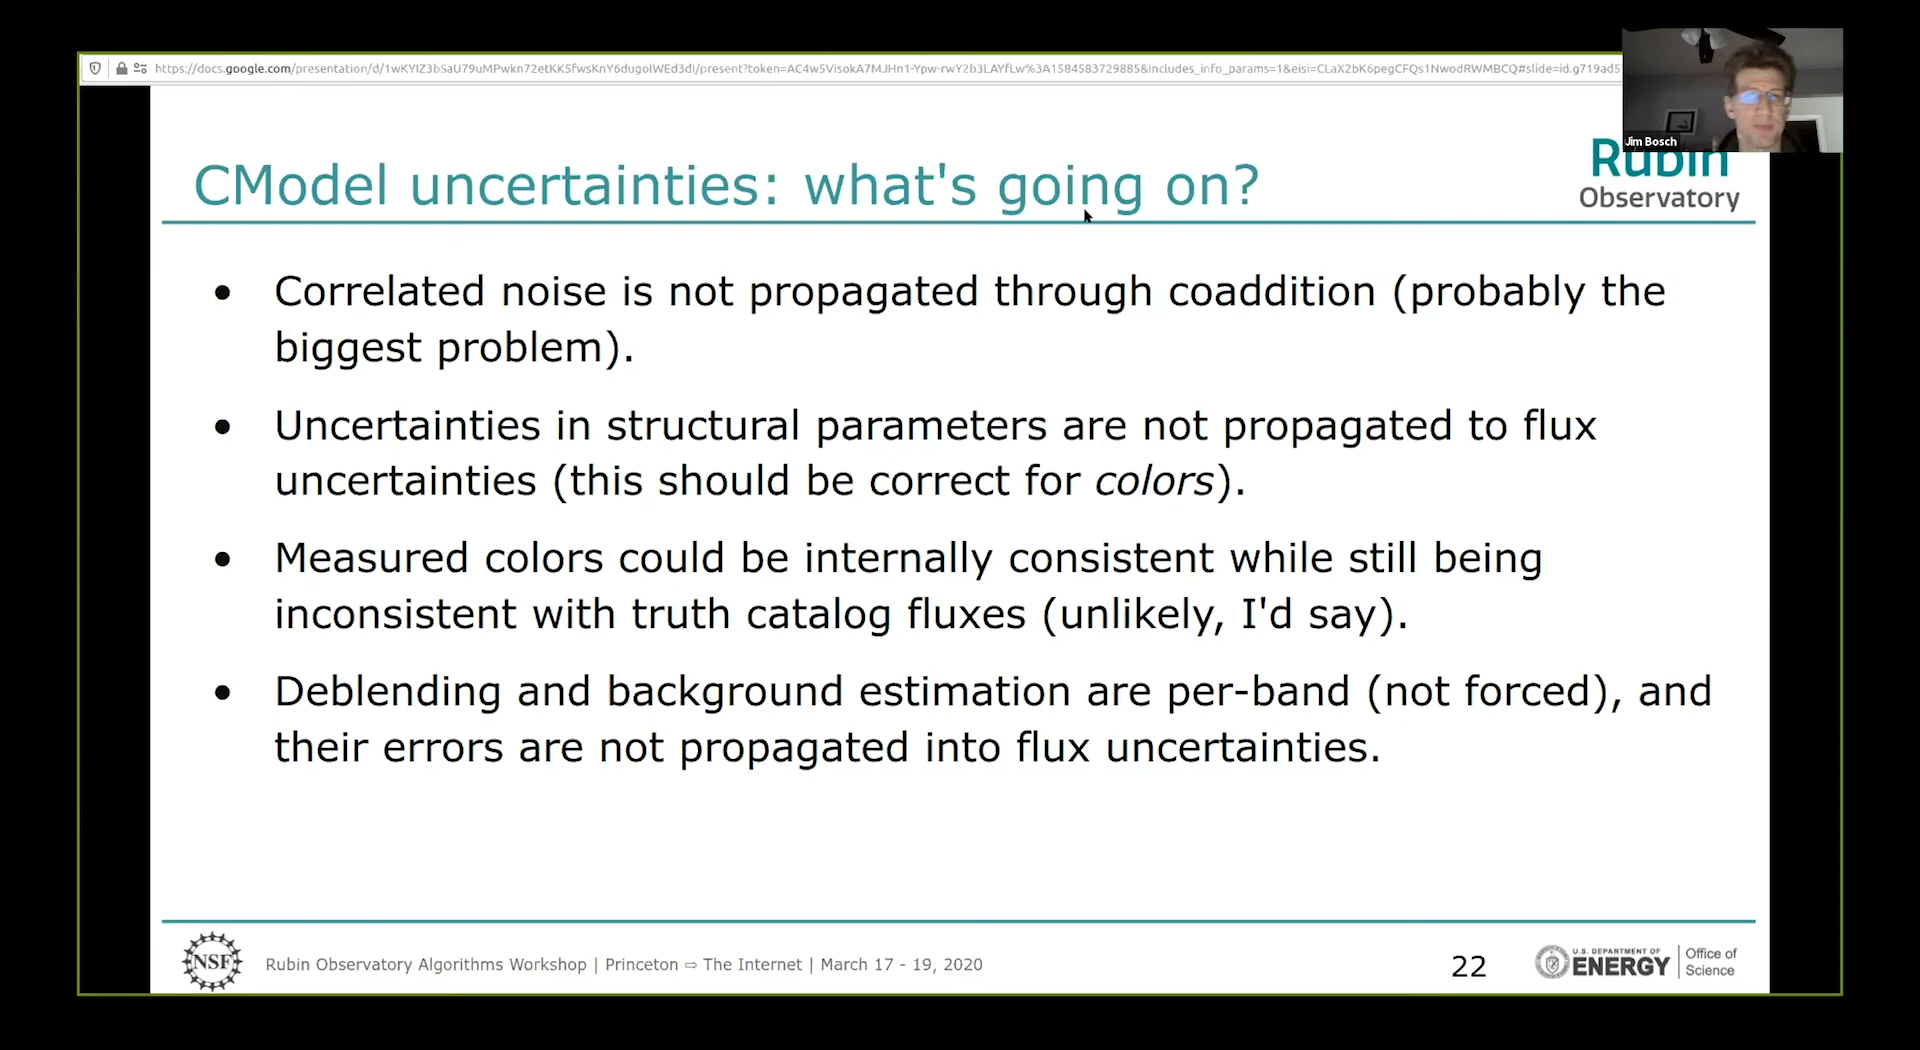 Jim Bosch
CModel uncertainties: what's going on?
Rubin
Observatory
• Correlated noise is not propagated through coaddition (probably the
biggest problem).
• Uncertainties in structural parameters are not propagated to flux
uncertainties (this should be correct for colors).
• Measured colors could be internally consistent while still being
inconsistent with truth catalog fluxes (unlikely, I'd say).
• Deblending and background estimation are per-band (not forced), and
their errors are not propagated into flux uncertainties.
NSF
Rubin Observatory Algorithms Workshop | Princeton ⇨ The Internet | March 17 - 19, 2020
22
U.S. DEPARTMENT OF
ENERGY
Office of
Science